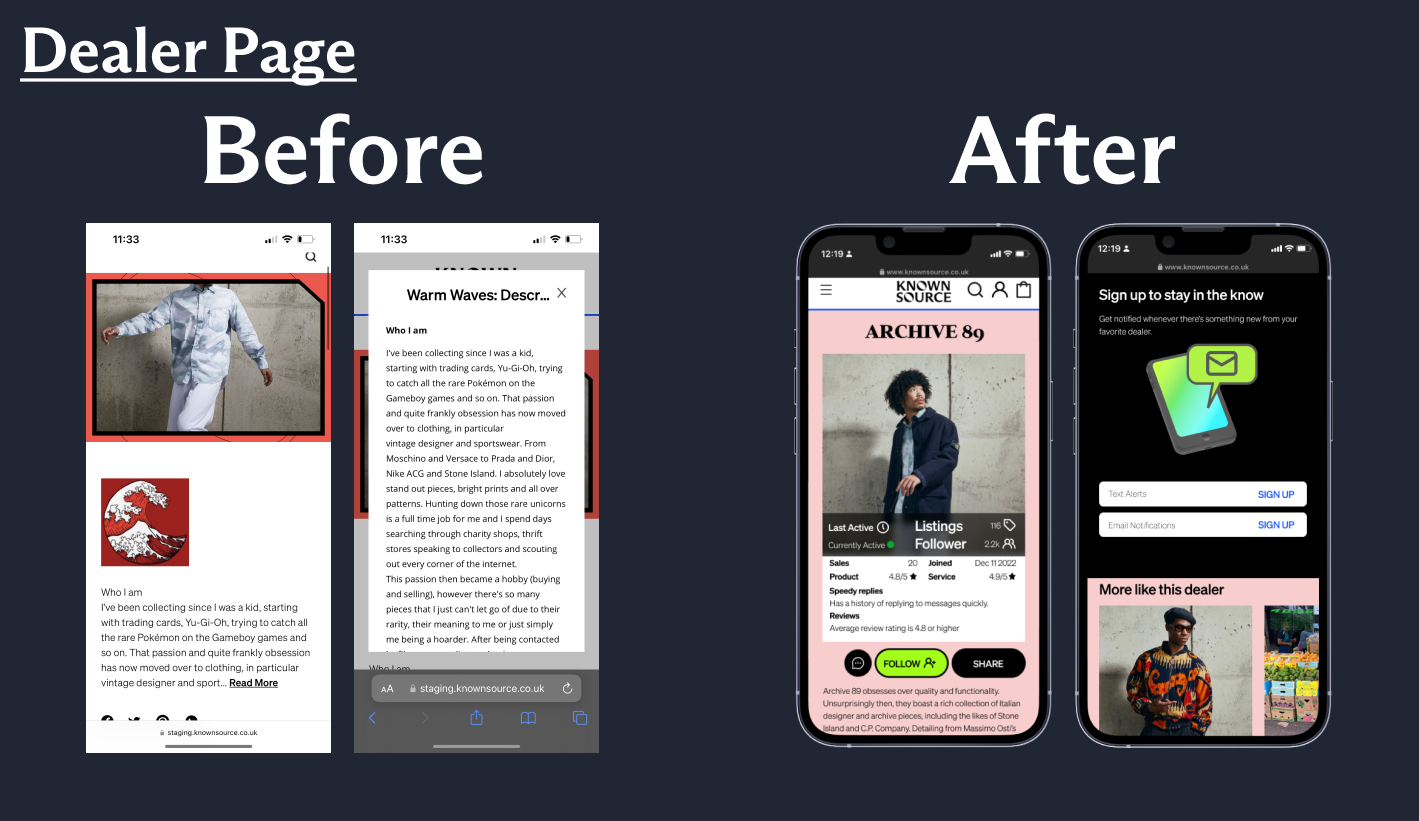 Dealer Page
Before
After
11:33
Who I am
I've been collecting since I was a kid, starting
with trading cards, Yu-Gi-Oh, trying to catch all
the rare Pokémon on the Gameboy games and
so on. That passion and quite frankly obsession
has now moved over to clothing, in particular
vintage designer and sport... Read More
staging.knownsource.co.uk
11:33
Warm Waves: Descr...
Who I am
I've been collecting since I was a kid,
starting with trading cards, Yu-Gi-Oh, trying
to catch all the rare Pokémon on the
Gameboy games and so on. That passion
and quite frankly obsession has now moved
over to clothing, in particular
vintage designer and sportswear. From
Moschino and Versace to Prada and Dior,
Nike ACG and Stone Island. I absolutely love
stand out pieces, bright prints and all over
patterns. Hunting down those rare unicorns
is a full time job for me and I spend days
searching through charity shops, thrift
stores speaking to collectors and scouting
out every corner of the internet.
This passion then became a hobby (buying
and selling), however there's so many
pieces that I just can't let go of due to their
rarity, their meaning to me or just simply
me being a hoarder. After being contacted
Who I am
AA staging.knownsource.co.uk
12:19
www.knownsource.co.uk
KNOWN
SOURCE
ARCHIVE 89
Last Active Listings 116
Currently Active Follower 2.2k
Sales 20 Joined Dec 11 2022
Product 4.8/5 Service 4.9/5
Speedy replies
Has a history of replying to messages quickly.
Reviews
Average review rating is 4.8 or higher
FOLLOW SHARE
Archive 89 obsesses over quality and functionality.
Unsurprisingly then, they boast a rich collection of Italian
designer and archive pieces, including the likes of Stone
Island and C.P. Company. Detailing from Massimo Osti's
12:19
www.knownsource.co.uk
Sign up to stay in the know
Get notified whenever there's something new from your
favorite dealer.
Text Alerts SIGN UP
Email Notifications SIGN UP
More like this dealer